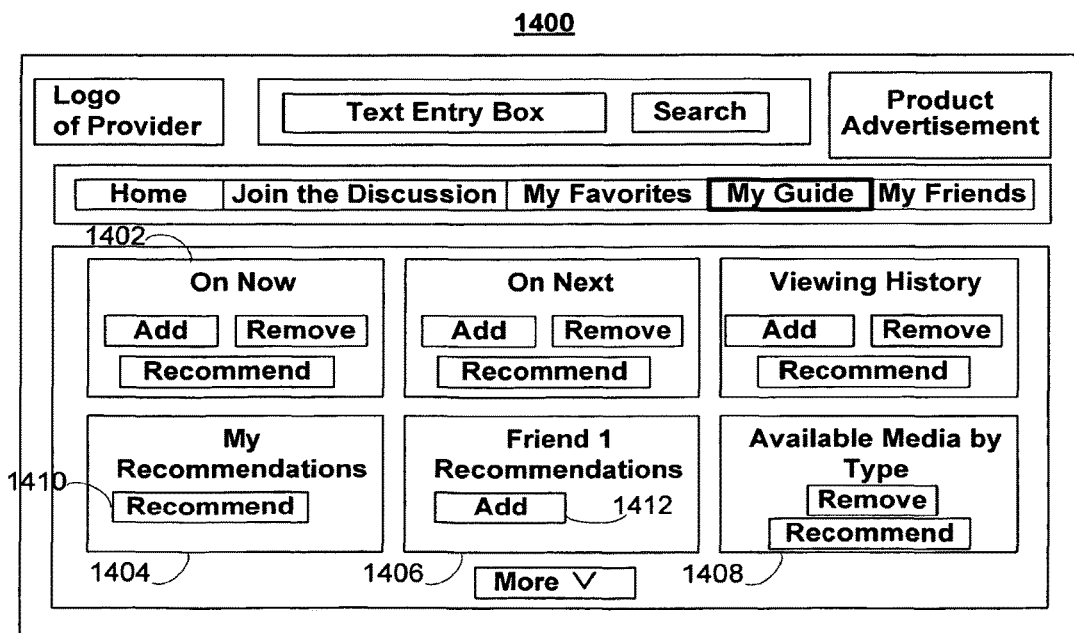 1400
Logo
of Provider
Text Entry Box
Search
Product
Advertisement
Home
Join the Discussion
My Favorites
My Guide
My Friends
1402
On Now
Add
Remove
Recommend
On Next
Add
Remove
Recommend
Viewing History
Add
Remove
Recommend
My
Recommendations
1410
Recommend
1404
Friend 1
Recommendations
Add
1412
1406
Available Media by
Type
Remove
Recommend
1408
More